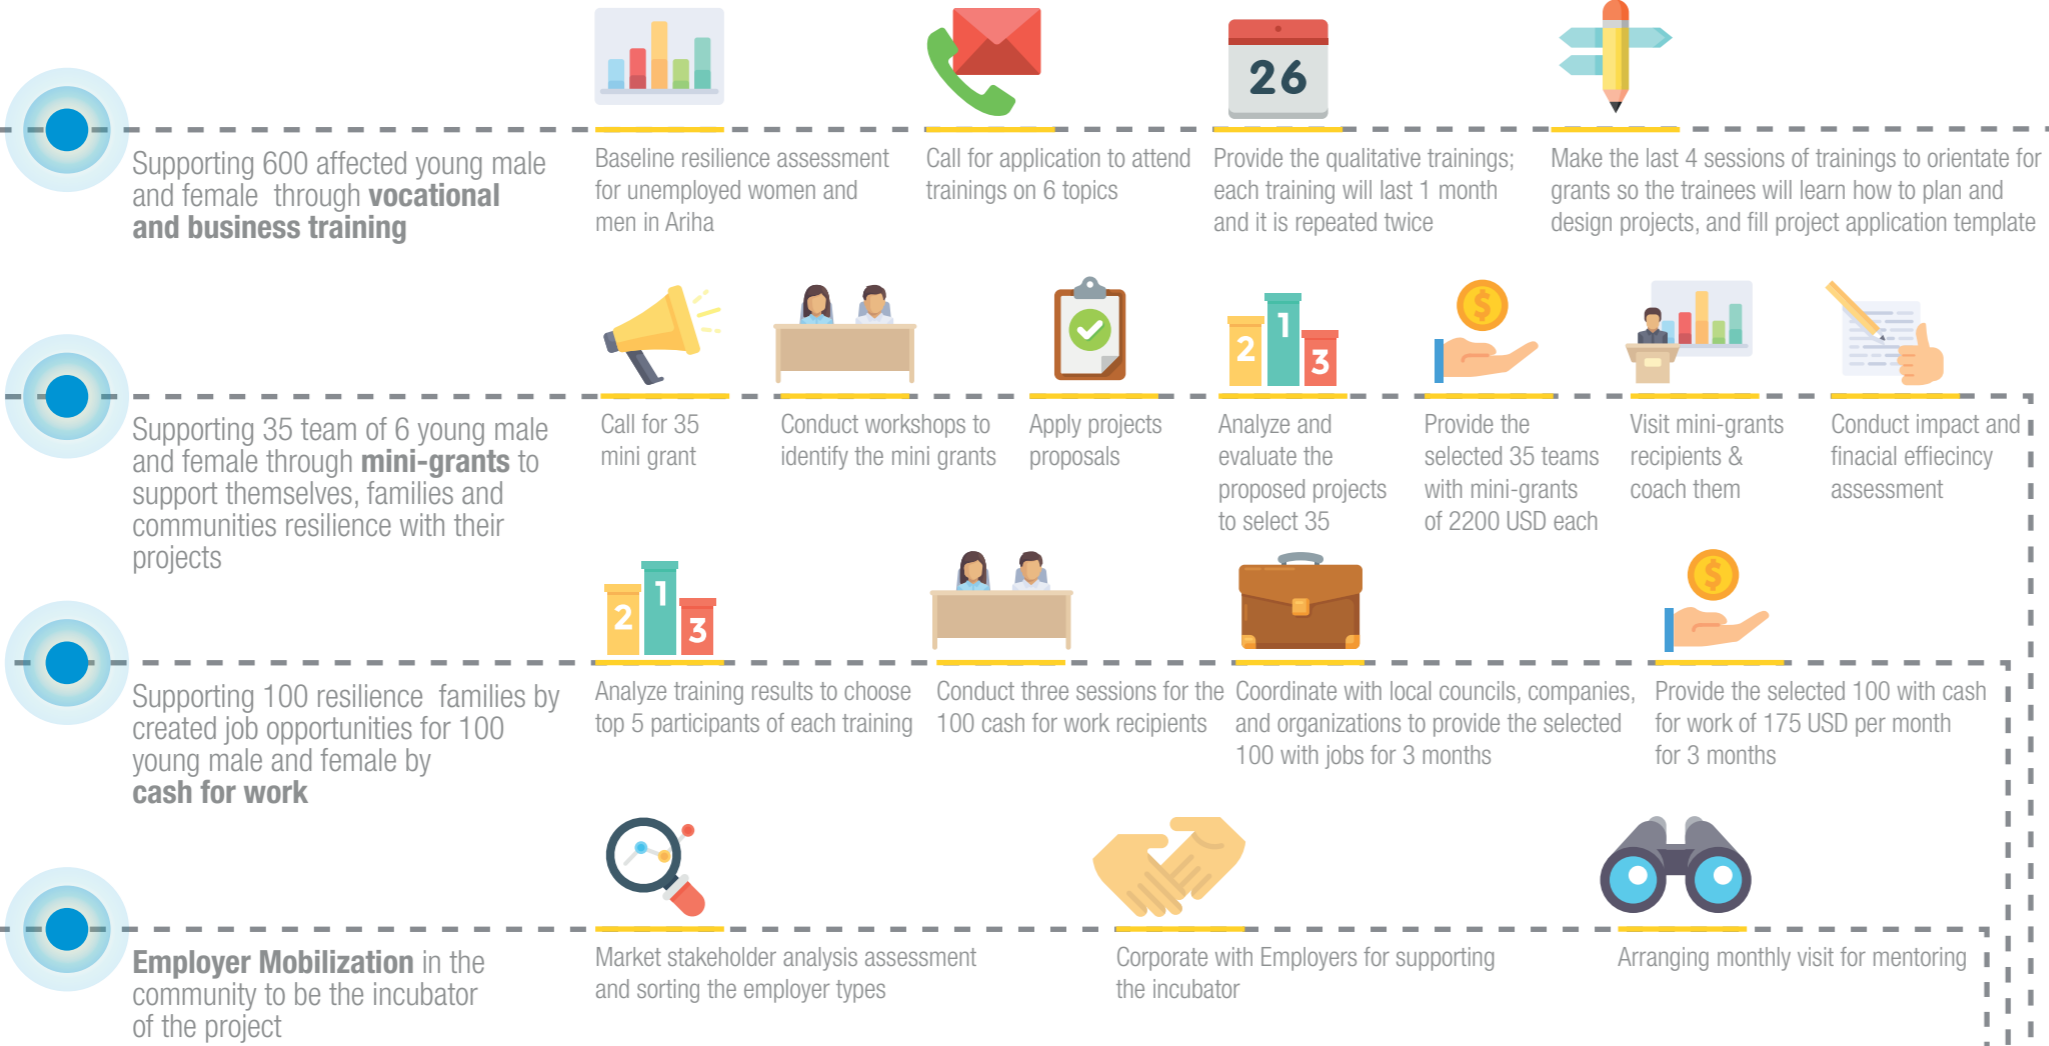 26
Supporting 600 affected young male
and female through vocational
and business training
Baseline resilience assessment
for unemployed women and
men in Ariha
Call for application to attend
trainings on 6 topics
Provide the qualitative trainings;
each training will last 1 month
and it is repeated twice
Make the last 4 sessions of trainings to orientate for
grants so the trainees will learn how to plan and
design projects, and fill project application template
2
1
3
Supporting 35 team of 6 young male
and female through mini-grants to
support themselves, families and
communities resilience with their
projects
Call for 35
mini grant
Conduct workshops to
identify the mini grants
Apply projects
proposals
Analyze and
evaluate the
proposed projects
to select 35
Provide the
selected 35 teams
with mini-grants
of 2200 USD each
Visit mini-grants
recipients &
coach them
Conduct impact and
finacial effiecincy
assessment
2
1
3
Supporting 100 resilience families by
created job opportunities for 100
young male and female by
cash for work
Analyze training results to choose
top 5 participants of each training
Conduct three sessions for the
100 cash for work recipients
Coordinate with local councils, companies,
and organizations to provide the selected
100 with jobs for 3 months
Provide the selected 100 with cash
for work of 175 USD per month
for 3 months
Employer Mobilization in the
community to be the incubator
of the project
Market stakeholder analysis assessment
and sorting the employer types
Corporate with Employers for supporting
the incubator
Arranging monthly visit for mentoring